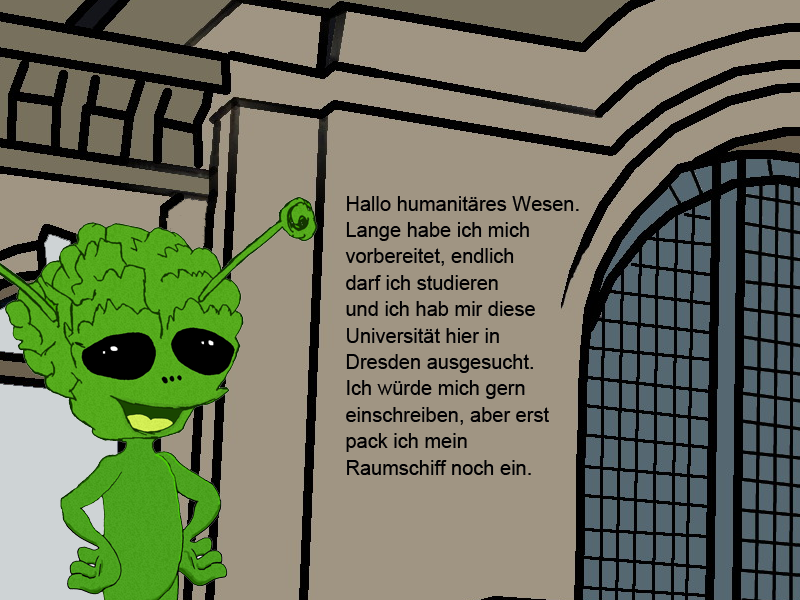 Hallo humanitäres Wesen.
Lange habe ich mich
vorbereitet, endlich
darf ich studieren
und ich hab mir diese
Universität hier in
Dresden ausgesucht.
Ich würde mich gern
einschreiben, aber erst
pack ich mein
Raumschiff noch ein.